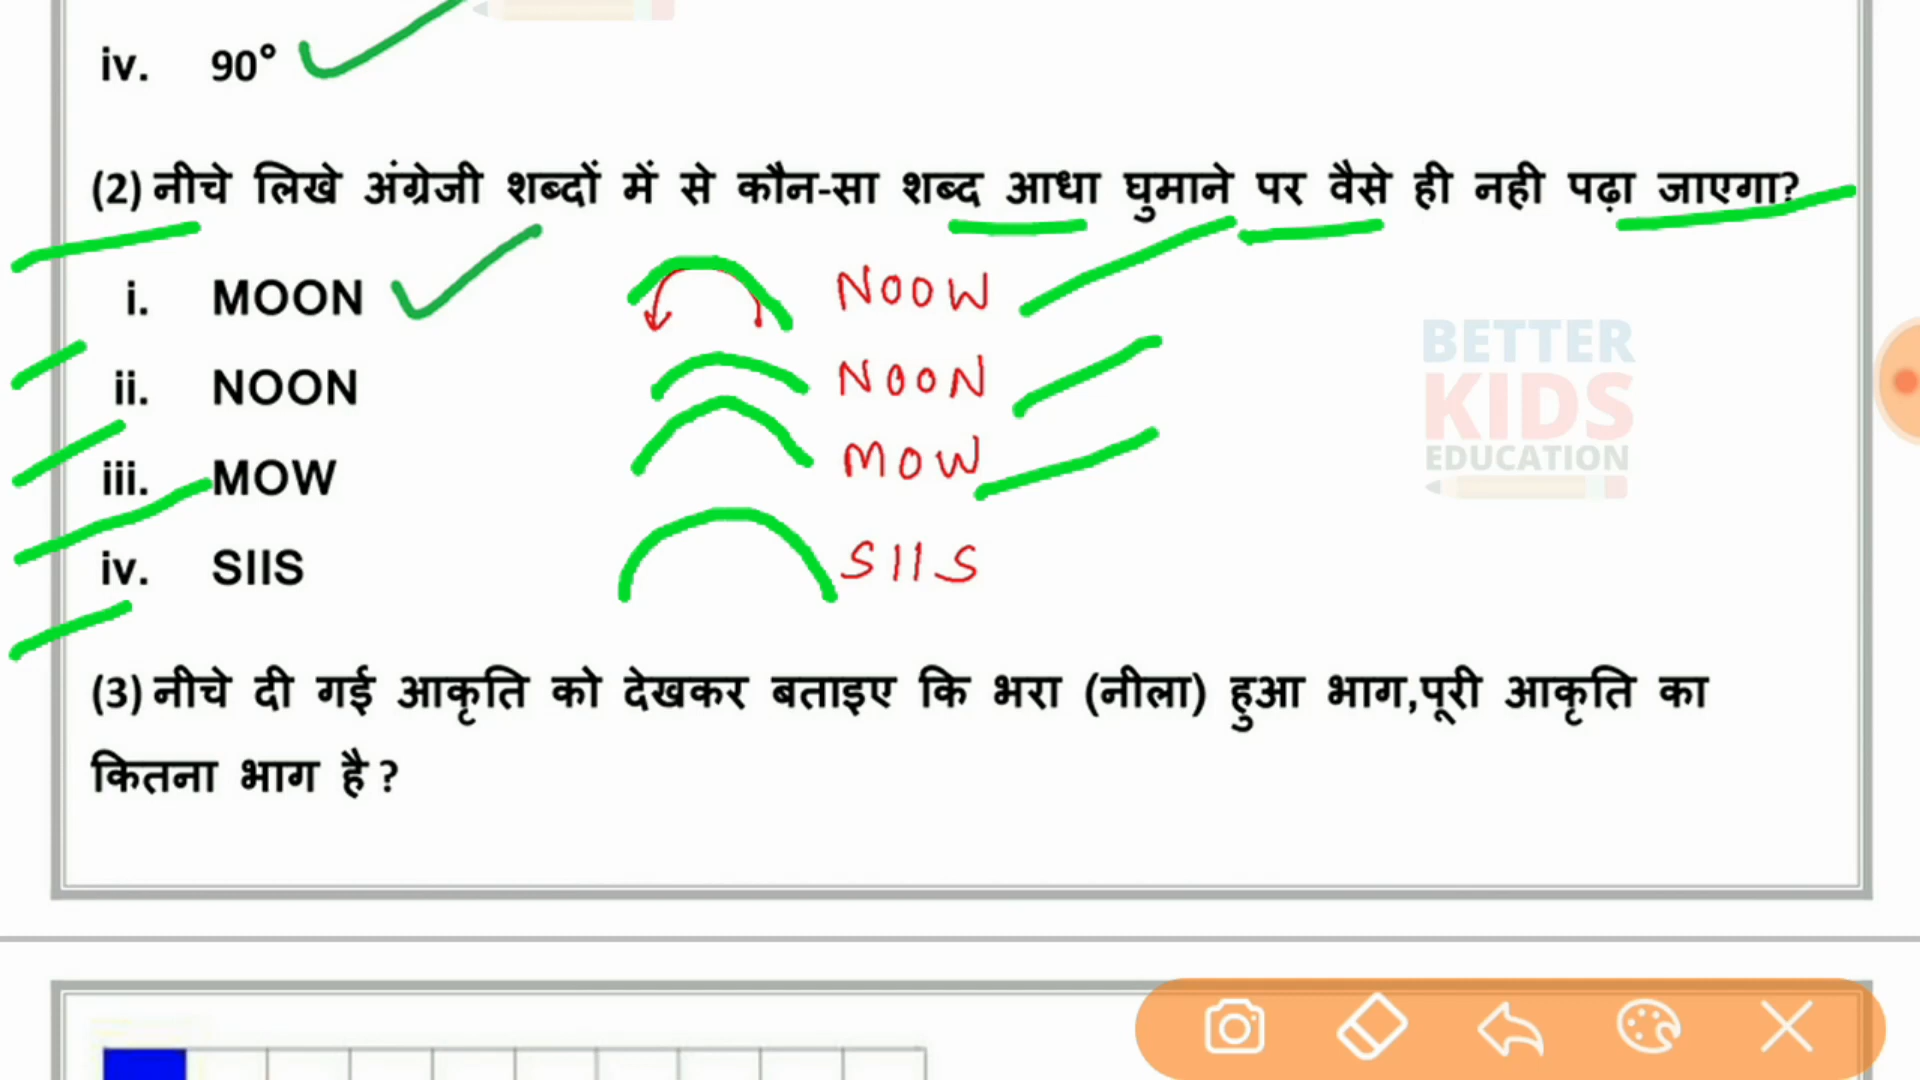 iv. 90°
(2) नीचे लिखे अंग्रेजी शब्दों में से कौन-सा शब्द आधा घुमाने पर वैसे ही नही पढ़ा जाएगा?
i. MOON NOOW
ii. NOON NOON
iii. MOW MOW
iv. SIIS SIIS
BETTER
KIDS
EDUCATION
(3) नीचे दी गई आकृति को देखकर बताइए कि भरा (नीला) हुआ भाग,पूरी आकृति का
कितना भाग है ?